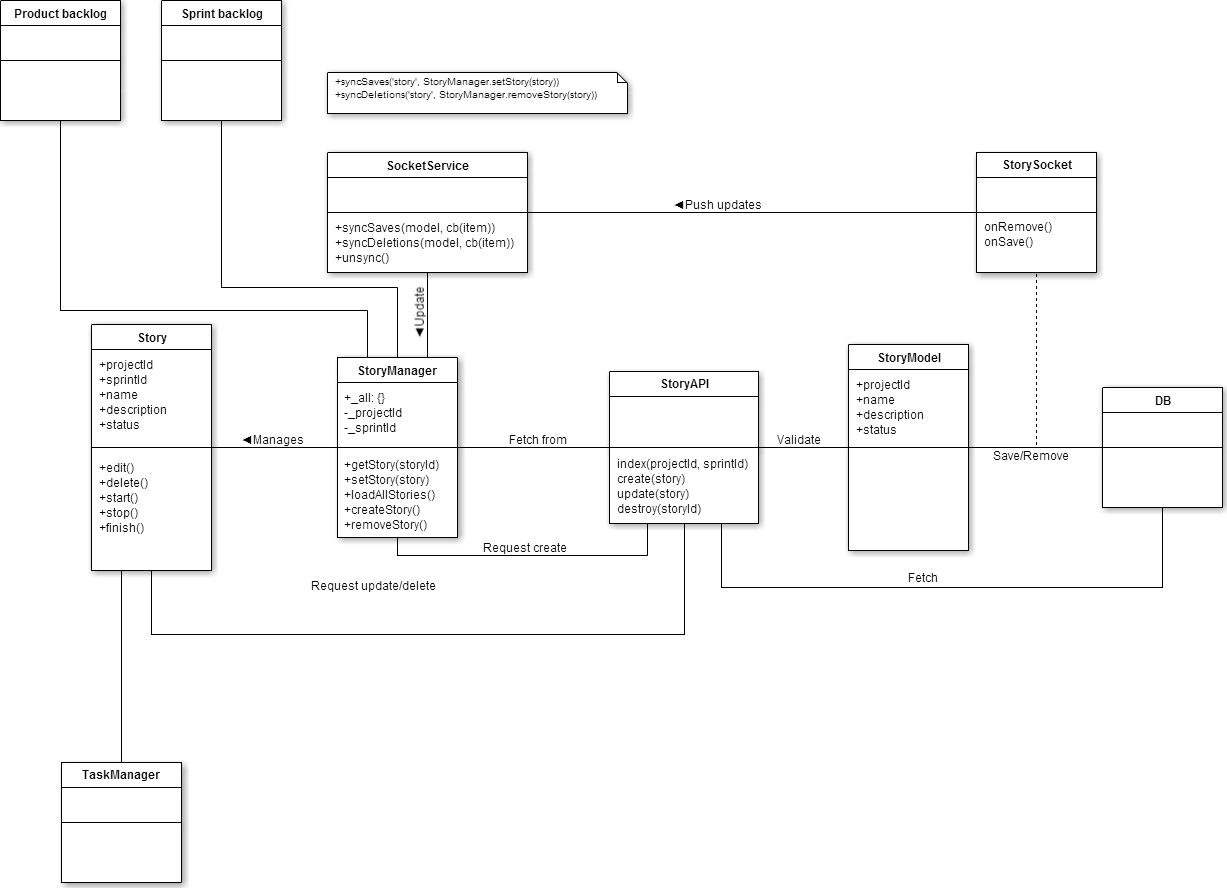 Product backlog
Sprint backlog
+syncSaves('story', StoryManager.setStory(story))
+syncDeletions('story', StoryManager.removeStory(story))
SocketService
+syncSaves(model, cb(item))
+syncDeletions(model, cb(item))
+unsync()
◄Push updates
StorySocket
onRemove()
onSave()
◄Update
Story
+projectId
+sprintId
+name
+description
+status
+edit()
+delete()
+start()
+stop()
+finish()
◄Manages
StoryManager
+_all: {}
-_projectId
-_sprintId
+getStory(storyId)
+setStory(story)
+loadAllStories()
+createStory()
+removeStory()
Fetch from
StoryAPI
index(projectId, sprintId)
create(story)
update(story)
destroy(storyId)
Validate
StoryModel
+projectId
+name
+description
+status
Save/Remove
DB
Request create
Fetch
Request update/delete
TaskManager